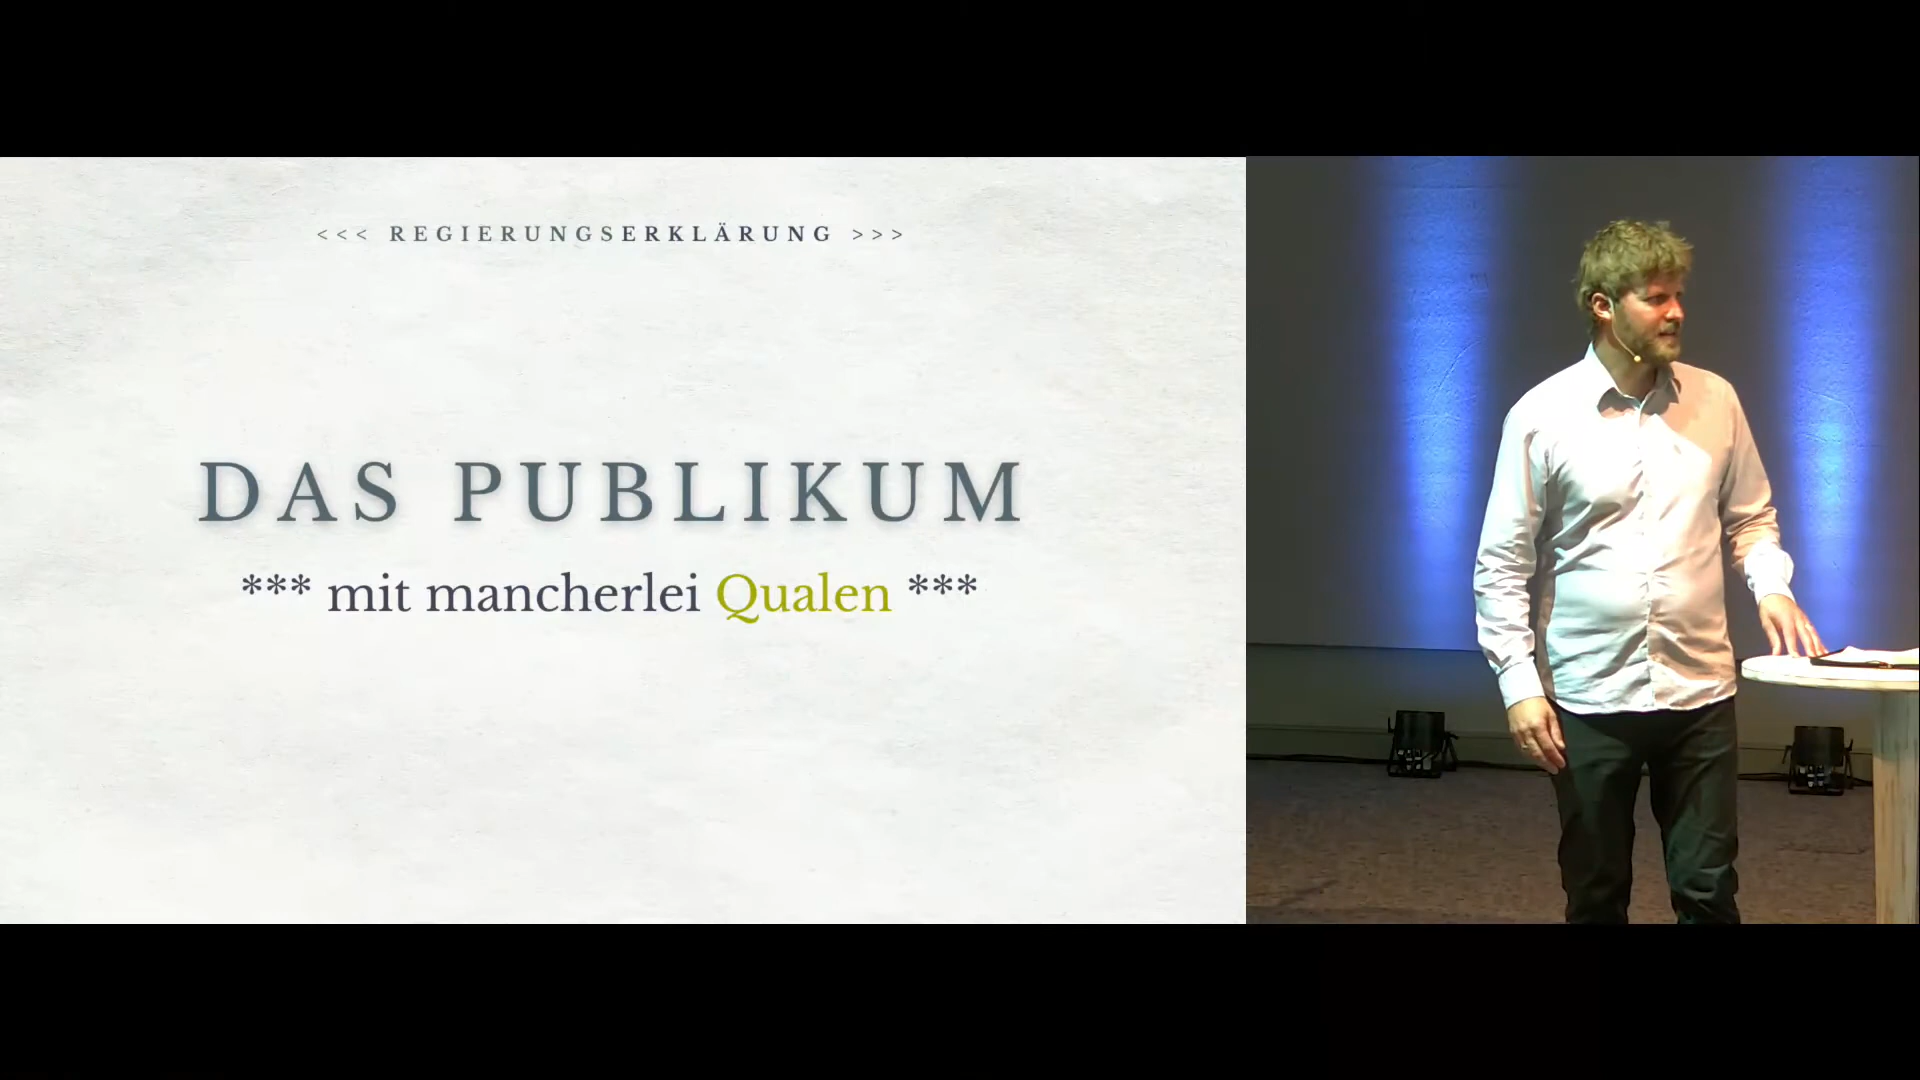 <<< REGIERUNGSERKLÄRUNG >>>
DAS PUBLIKUM
*** mit mancherlei Qualen ***